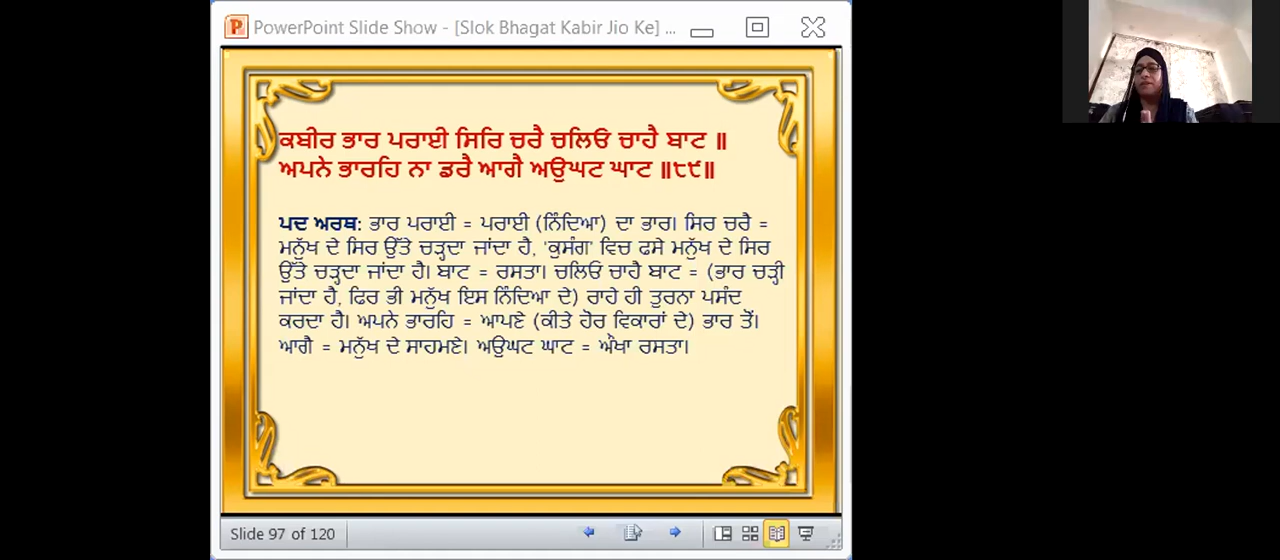 PowerPoint Slide Show - [Slok Bhagat Kabir Jio Ke] ...
ਕਬੀਰ ਭਾਰ ਪਰਾਈ ਸਿਰਿ ਚਰੈ ਚਲਿਓ ਚਾਹੈ ਬਾਟ ॥
ਅਪਨੇ ਭਾਰਹਿ ਨਾ ਡਰੈ ਆਗੈ ਅਉਘਟ ਘਾਟ ॥੮੯॥
ਪਦ ਅਰਥ: ਭਾਰ ਪਰਾਈ = ਪਰਾਈ (ਨਿੰਦਿਆ) ਦਾ ਭਾਰ। ਸਿਰ ਚਰੈ =
ਮਨੁੱਖ ਦੇ ਸਿਰ ਉੱਤੇ ਚੜ੍ਹਦਾ ਜਾਂਦਾ ਹੈ, 'ਕੁਸੰਗ' ਵਿਚ ਫਸੇ ਮਨੁੱਖ ਦੇ ਸਿਰ
ਉੱਤੇ ਚੜ੍ਹਦਾ ਜਾਂਦਾ ਹੈ। ਬਾਟ = ਰਸਤਾ। ਚਲਿਓ ਚਾਹੈ ਬਾਟ = (ਭਾਰ ਚੜ੍ਹੀ
ਜਾਂਦਾ ਹੈ, ਫਿਰ ਭੀ ਮਨੁੱਖ ਇਸ ਨਿੰਦਿਆ ਦੇ) ਰਾਹੇ ਹੀ ਤੁਰਨਾ ਪਸੰਦ
ਕਰਦਾ ਹੈ। ਅਪਨੇ ਭਾਰਹਿ = ਆਪਣੇ (ਕੀਤੇ ਹੋਰ ਵਿਕਾਰਾਂ ਦੇ) ਭਾਰ ਤੋਂ।
ਆਗੈ = ਮਨੁੱਖ ਦੇ ਸਾਹਮਣੇ। ਅਉਘਟ ਘਾਟ = ਔਖਾ ਰਸਤਾ।
Slide 97 of 120